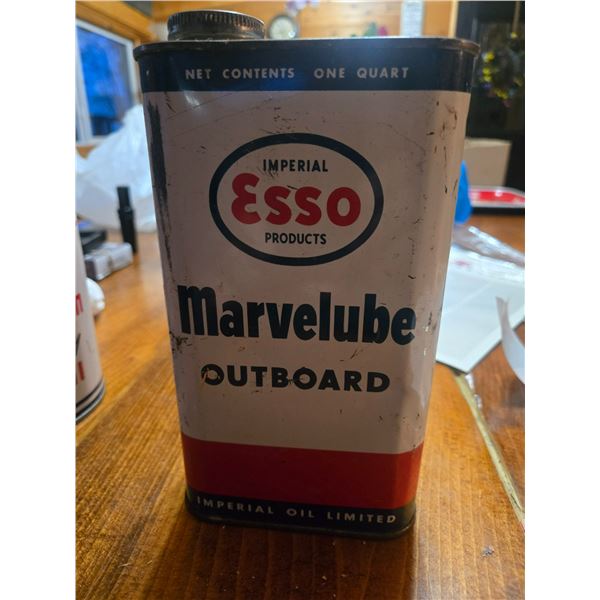 NET CONTENTS ONE QUART
IMPERIAL
Esso
PRODUCTS
Marvelube
OUTBOARD
IMPERIAL OIL LIMITED